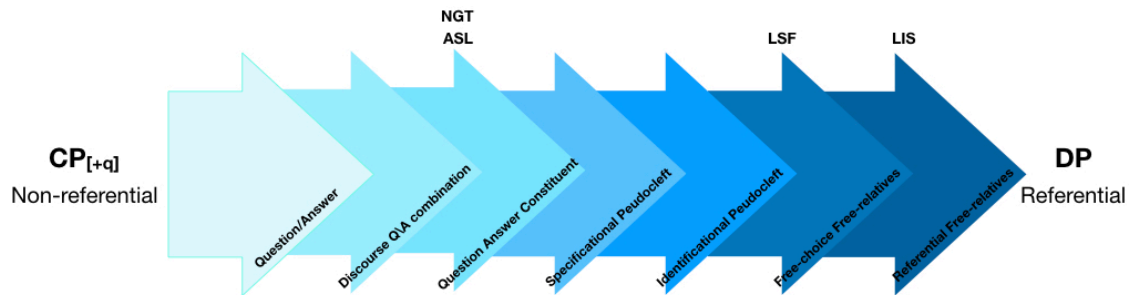 NGT
ASL
LSF
LIS
CP[+q]
Non-referential
Question/Answer
Discourse Q\A combination
Question Answer Constituent
Specificational Peudocleft
Identificational Peudocleft
Free-choice Free-relatives
Referential Free-relatives
DP
Referential